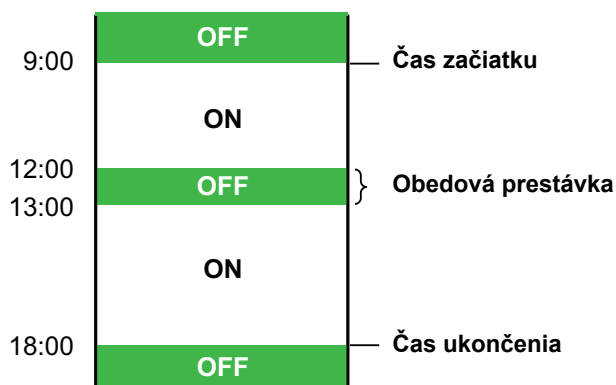 OFF
9:00
Čas začiatku
ON
12:00
OFF
Obedová prestávka
13:00
ON
18:00
Čas ukončenia
OFF